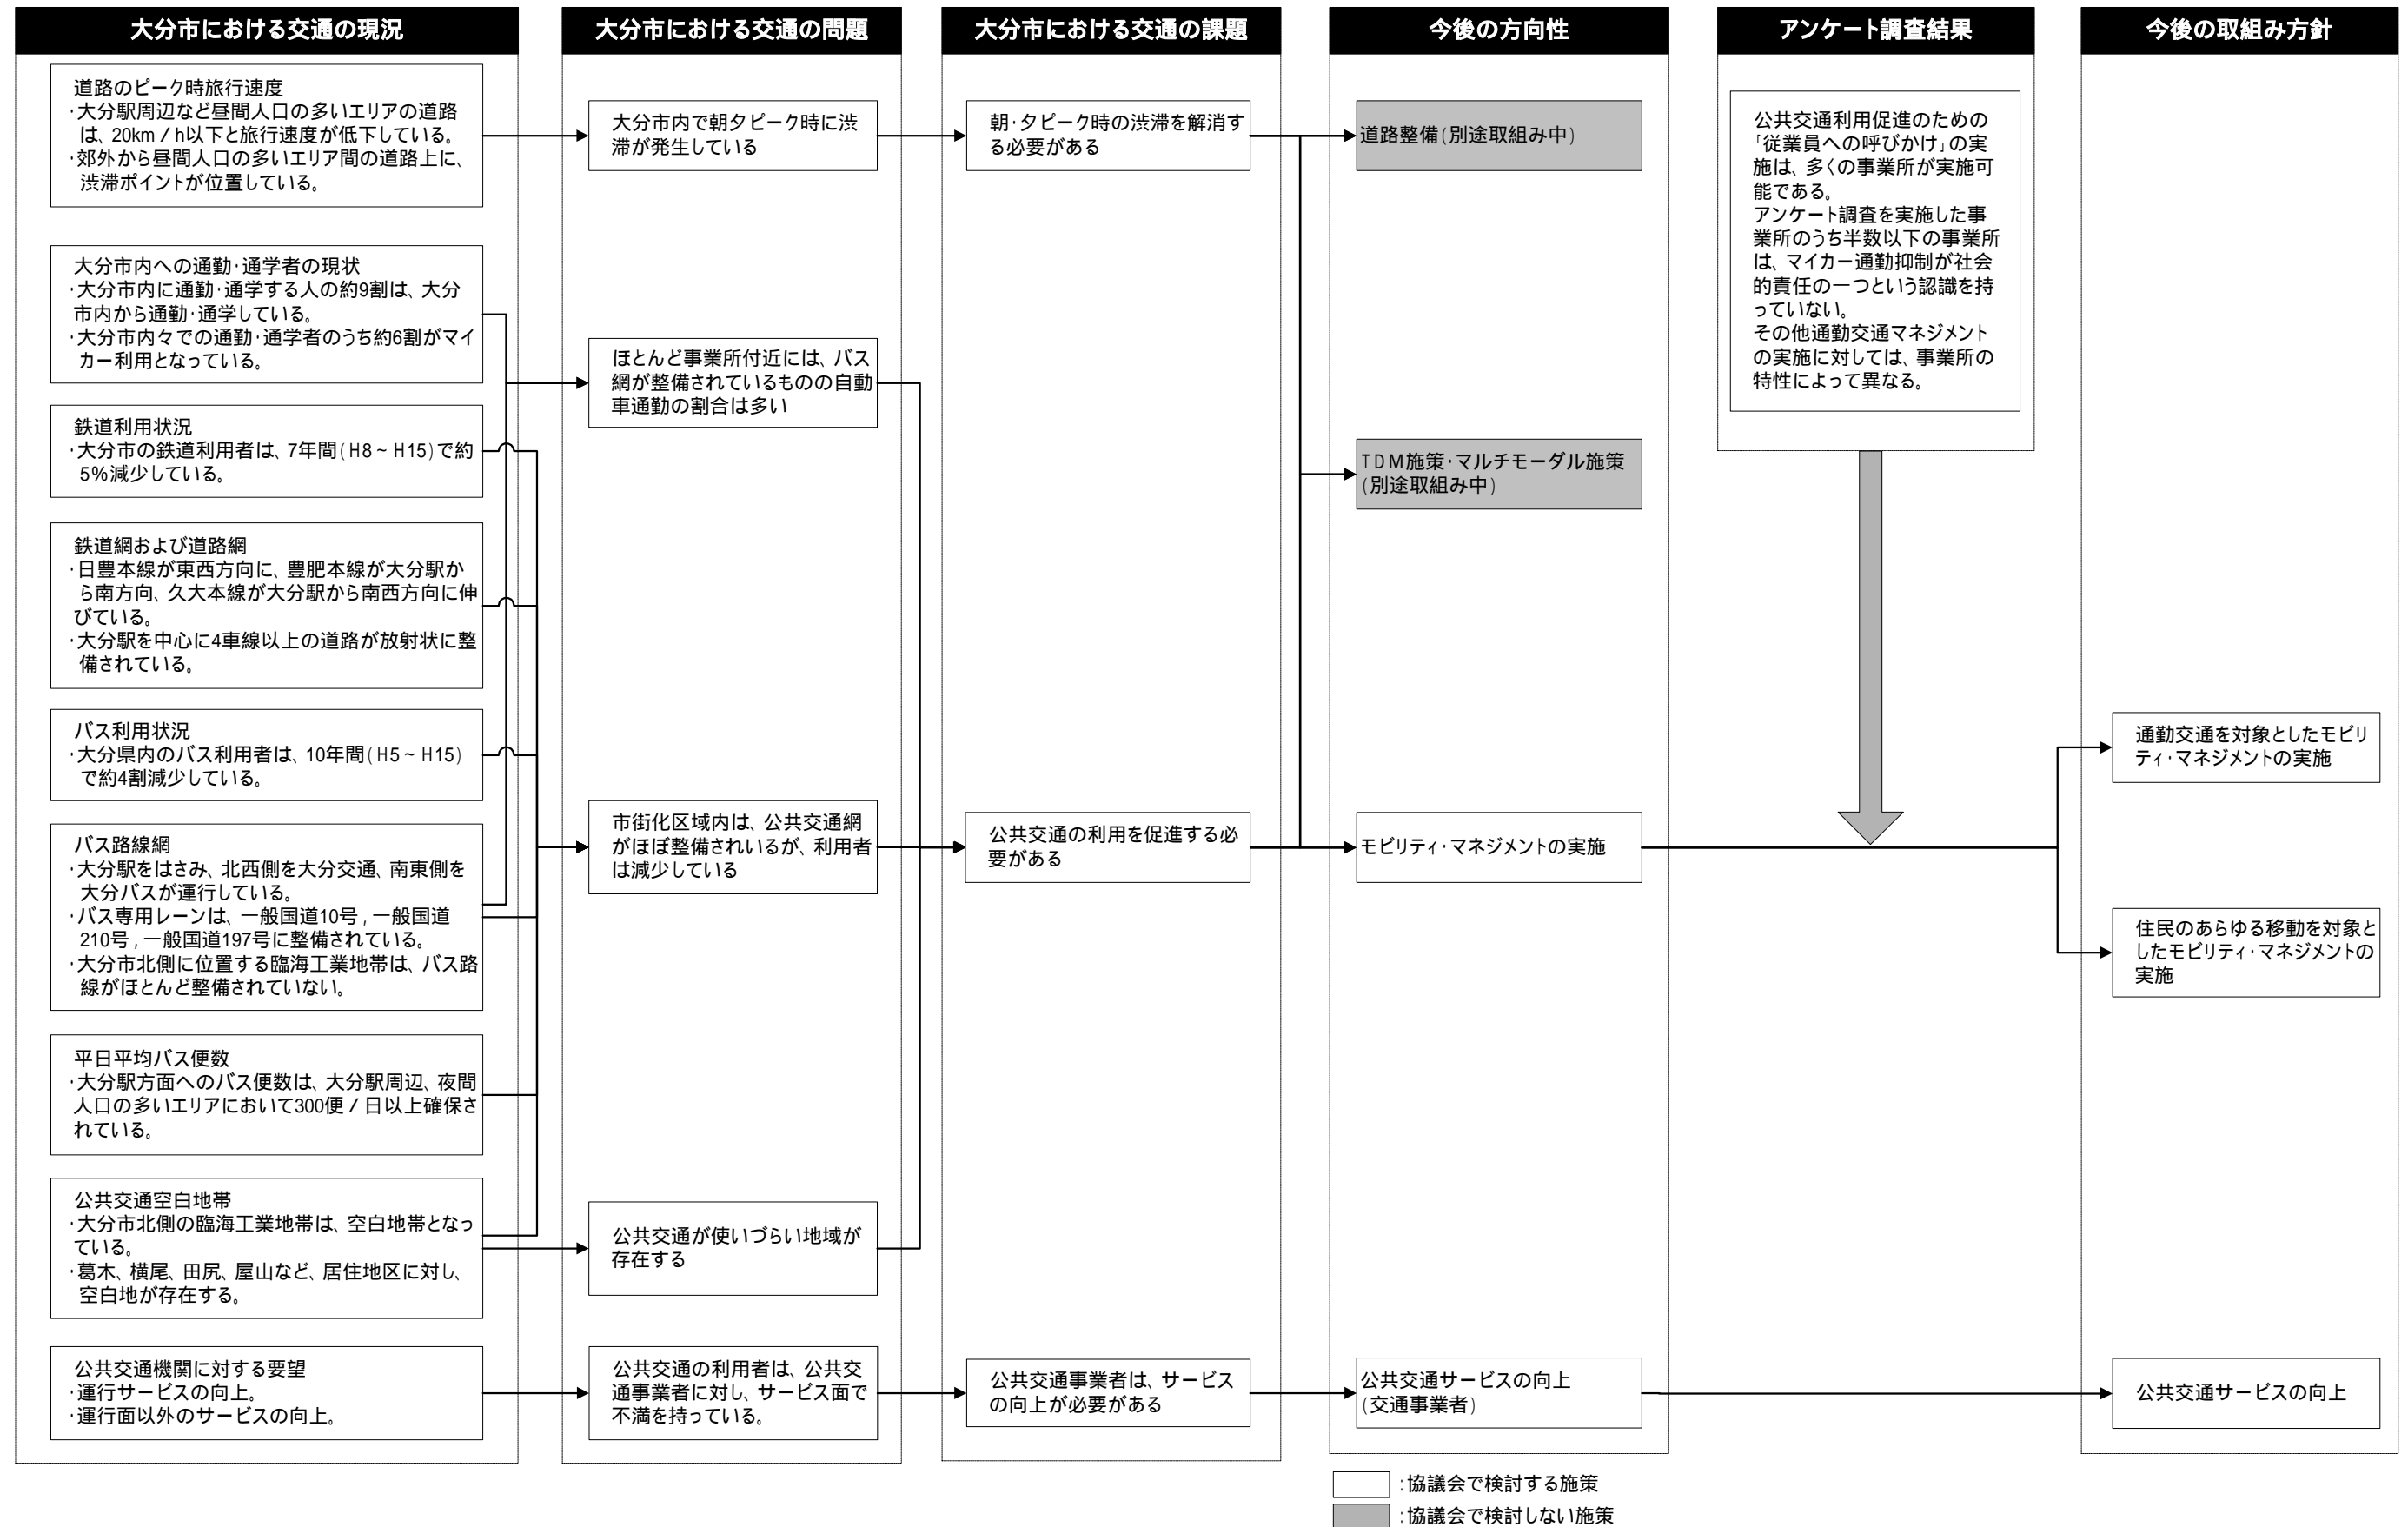 大分市における交通の現況
道路のピーク時旅行速度
・大分駅周辺など昼間人口の多いエリアの道路
は、20km/h以下と旅行速度が低下している。
・郊外から昼間人口の多いエリア間の道路上に、
渋滞ポイントが位置している。
大分市内への通勤・通学者の現状
・大分市内に通勤・通学する人の約9割は、大分
市内から通勤・通学している。
・大分市内々での通勤・通学者のうち約6割がマイ
カー利用となっている。
鉄道利用状況
・大分市の鉄道利用者は、7年間(H8~H15)で約
5%減少している。
鉄道網および道路網
・日豊本線が東西方向に、豊肥本線が大分駅か
ら南方向、久大本線が大分駅から南西方向に伸
びている。
・大分駅を中心に4車線以上の道路が放射状に整
備されている。
バス利用状況
・大分県内のバス利用者は、10年間(H5~H15)
で約4割減少している。
バス路線網
・大分駅をはさみ、北西側を大分交通、南東側を
大分バスが運行している。
・バス専用レーンは、一般国道10号,一般国道
210号,一般国道197号に整備されている。
・大分市北側に位置する臨海工業地帯は、バス路
線がほとんど整備されていない。
平日平均バス便数
・大分駅方面へのバス便数は、大分駅周辺、夜間
人口の多いエリアにおいて300便/日以上確保さ
れている。
公共交通空白地帯
・大分市北側の臨海工業地帯は、空白地帯となっ
ている。
・葛木、横尾、田尻、屋山など、居住地区に対し、
空白地が存在する。
公共交通機関に対する要望
・運行サービスの向上。
・運行面以外のサービスの向上。
大分市における交通の問題
大分市内で朝夕ピーク時に渋
滞が発生している
ほとんど事業所付近には、バス
網が整備されているものの自動
車通勤の割合は多い
市街化区域内は、公共交通網
がほぼ整備されいるが、利用者
は減少している
公共交通が使いづらい地域が
存在する
公共交通の利用者は、公共交
通事業者に対し、サービス面で
不満を持っている。
大分市における交通の課題
朝・夕ピーク時の渋滞を解消す
る必要がある
公共交通の利用を促進する必
要がある
公共交通事業者は、サービス
の向上が必要がある
今後の方向性
道路整備(別途取組み中)
TDM施策・マルチモーダル施策
(別途取組み中)
モビリティ・マネジメントの実施
公共交通サービスの向上
(交通事業者)
アンケート調査結果
公共交通利用促進のための
「従業員への呼びかけ」の実
施は、多くの事業所が実施可
能である。
アンケート調査を実施した事
業所のうち半数以下の事業所
は、マイカー通勤抑制が社会
的責任の一つという認識を持
っていない。
その他通勤交通マネジメント
の実施に対しては、事業所の
特性によって異なる。
今後の取組み方針
通勤交通を対象としたモビリ
ティ・マネジメントの実施
住民のあらゆる移動を対象と
したモビリティ・マネジメントの
実施
公共交通サービスの向上
:協議会で検討する施策
:協議会で検討しない施策